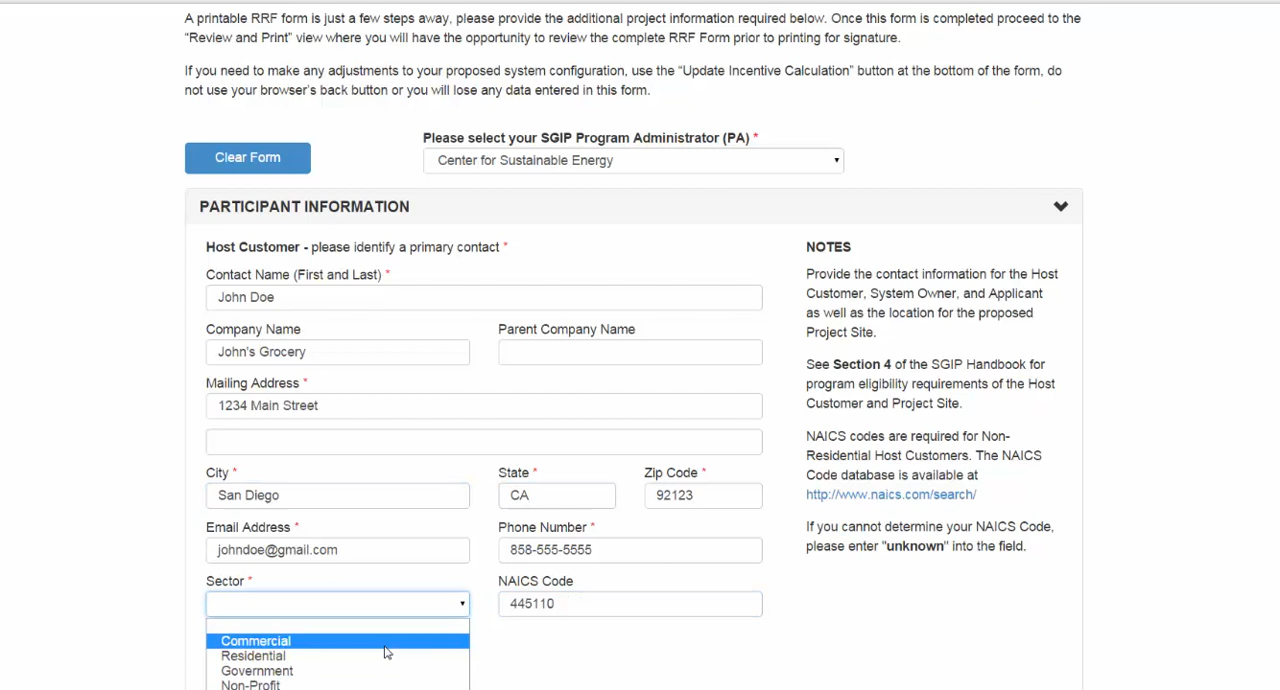 A printable RRF form is just a few steps away, please provide the additional project information required below. Once this form is completed proceed to the
“Review and Print” view where you will have the opportunity to review the complete RRF Form prior to printing for signature.
If you need to make any adjustments to your proposed system configuration, use the “Update Incentive Calculation” button at the bottom of the form, do
not use your browser’s back button or you will lose any data entered in this form.
Please select your SGIP Program Administrator (PA) *
Clear Form
Center for Sustainable Energy
PARTICIPANT INFORMATION
Host Customer - please identify a primary contact *
Contact Name (First and Last) *
John Doe
Company Name
Parent Company Name
John's Grocery
Mailing Address *
1234 Main Street
City *
State *
Zip Code *
San Diego
CA
92123
Email Address *
Phone Number *
johndoe@gmail.com
858-555-5555
Sector *
NAICS Code
445110
Commercial
Residential
Government
Non-Profit
NOTES
Provide the contact information for the Host
Customer, System Owner, and Applicant
as well as the location for the proposed
Project Site.
See Section 4 of the SGIP Handbook for
program eligibility requirements of the Host
Customer and Project Site.
NAICS codes are required for Non-
Residential Host Customers. The NAICS
Code database is available at
http://www.naics.com/search/
If you cannot determine your NAICS Code,
please enter "unknown" into the field.